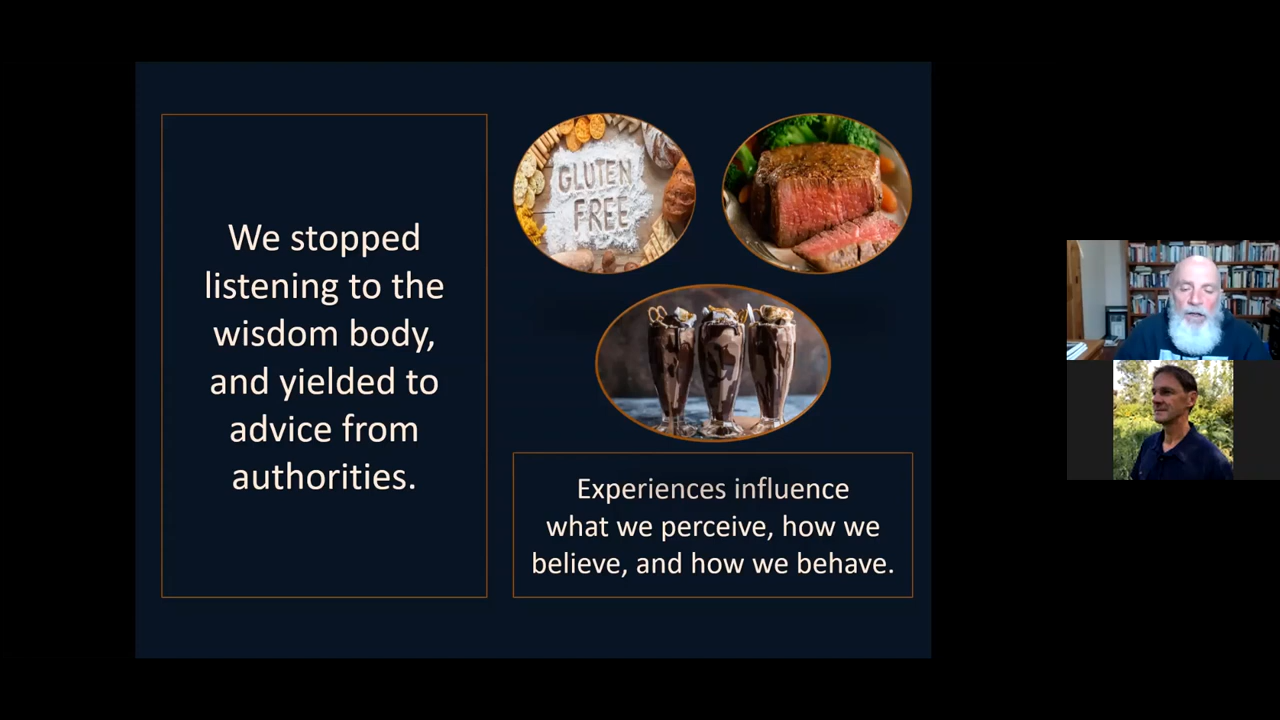 We stopped
listening to the
wisdom body,
and yielded to
advice from
authorities.
GLUTEN
FREE
Experiences influence
what we perceive, how we
believe, and how we behave.